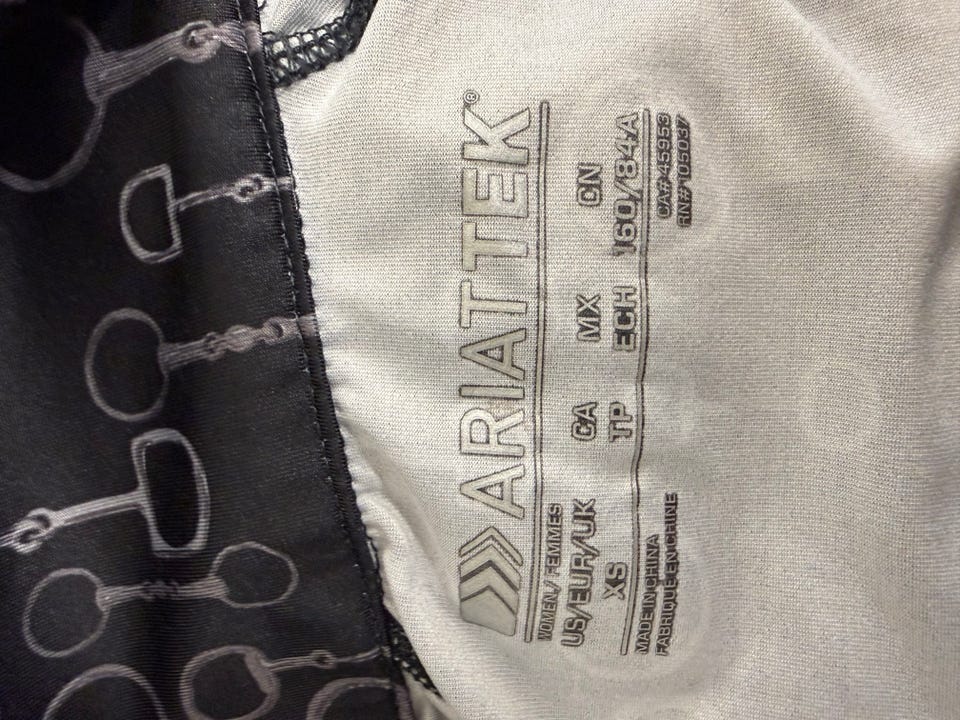 ARIATTEK®
WOMEN / FEMMES
US/EUR/UK CA MX CN
XS TP ECH 160/84A
MADE IN CHINA CA# 45953
FABRIQUÉ EN CHINE RN# 105037